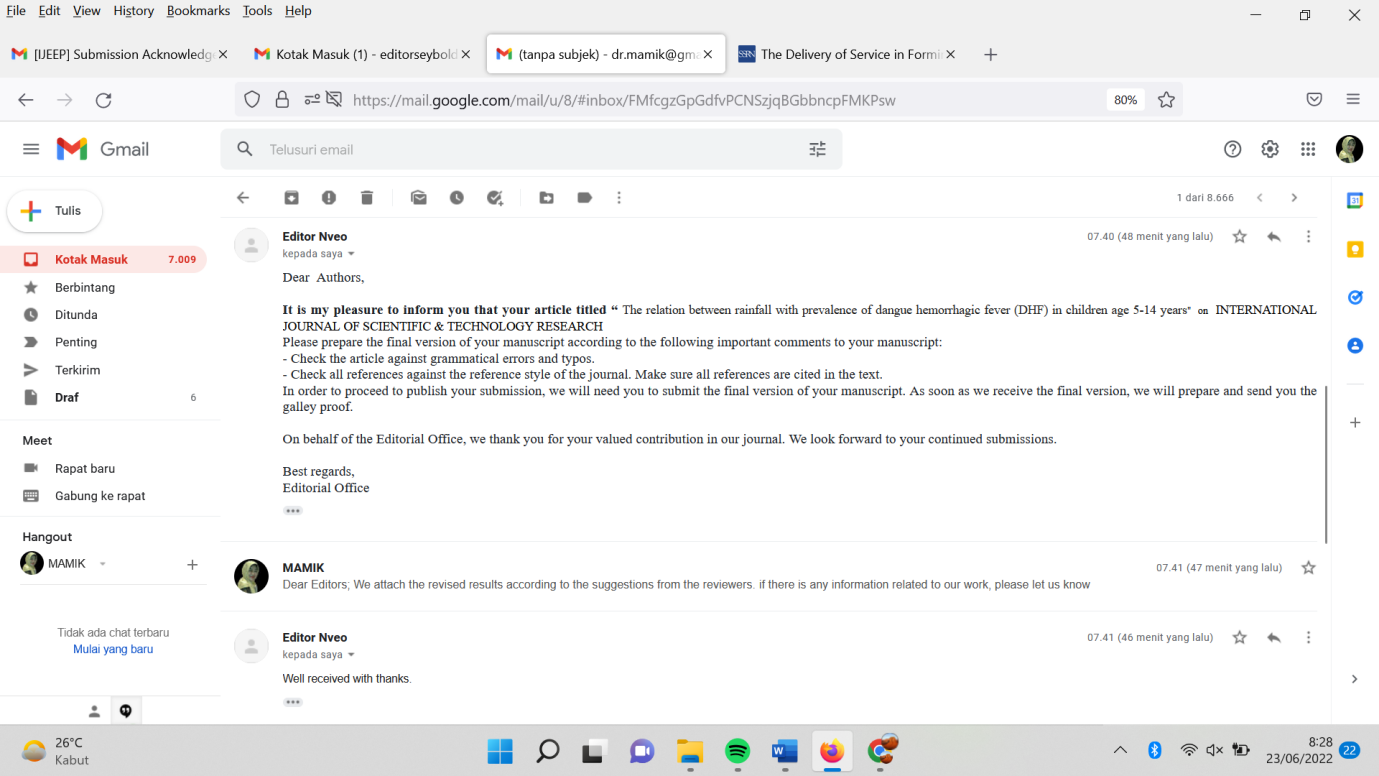 File Edit View History Bookmarks Tools Help
[IJEEP] Submission Acknowledge
Kotak Masuk (1) - editorseybold
(tanpa subjek) - dr.mamik@gma
SSRN The Delivery of Service in Formin
https://mail.google.com/mail/u/8/#inbox/FMfcgzGpGdfvPCNSzjqBGbbncpFMKPsw
80%
Gmail
Telusuri email
Tulis
1 dari 8.666
Kotak Masuk 7.009
Berbintang
Ditunda
Penting
Terkirim
Draf 6
Meet
Rapat baru
Gabung ke rapat
Hangout
MAMIK
Tidak ada chat terbaru
Mulai yang baru
Editor Nveo 07.40 (48 menit yang lalu)
kepada saya
Dear Authors,
It is my pleasure to inform you that your article titled “ The relation between rainfall with prevalence of dangue hemorrhagic fever (DHF) in children age 5-14 years" on INTERNATIONAL
JOURNAL OF SCIENTIFIC & TECHNOLOGY RESEARCH
Please prepare the final version of your manuscript according to the following important comments to your manuscript:
- Check the article against grammatical errors and typos.
- Check all references against the reference style of the journal. Make sure all references are cited in the text.
In order to proceed to publish your submission, we will need you to submit the final version of your manuscript. As soon as we receive the final version, we will prepare and send you the
galley proof.
On behalf of the Editorial Office, we thank you for your valued contribution in our journal. We look forward to your continued submissions.
Best regards,
Editorial Office
MAMIK 07.41 (47 menit yang lalu)
Dear Editors; We attach the revised results according to the suggestions from the reviewers. if there is any information related to our work, please let us know
Editor Nveo 07.41 (46 menit yang lalu)
kepada saya
Well received with thanks.
26°C
Kabut
8:28
23/06/2022
22